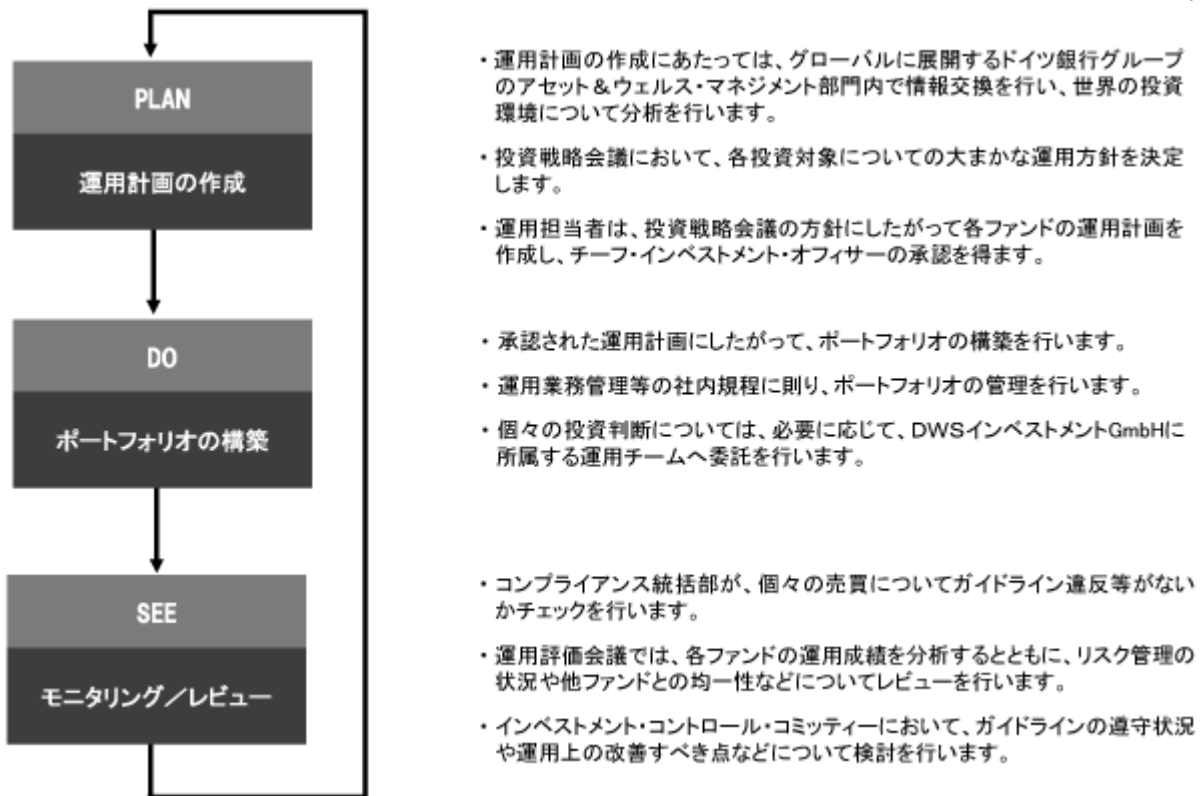 PLAN
運用計画の作成
・運用計画の作成にあたっては、グローバルに展開するドイツ銀行グループ
のアセット＆ウェルス・マネジメント部門内で情報交換を行い、世界の投資
環境について分析を行います。
・投資戦略会議において、各投資対象についての大まかな運用方針を決定
します。
・運用担当者は、投資戦略会議の方針にしたがって各ファンドの運用計画を
作成し、チーフ・インベストメント・オフィサーの承認を得ます。
DO
ポートフォリオの構築
・承認された運用計画にしたがって、ポートフォリオの構築を行います。
・運用業務管理等の社内規程に則り、ポートフォリオの管理を行います。
・個々の投資判断については、必要に応じて、DWSインベストメントGmbHに
所属する運用チームへ委託を行います。
SEE
モニタリング／レビュー
・コンプライアンス統括部が、個々の売買についてガイドライン違反等がない
かチェックを行います。
・運用評価会議では、各ファンドの運用成績を分析するとともに、リスク管理の
状況や他ファンドとの均一性などについてレビューを行います。
・インベストメント・コントロール・コミッティーにおいて、ガイドラインの遵守状況
や運用上の改善すべき点などについて検討を行います。